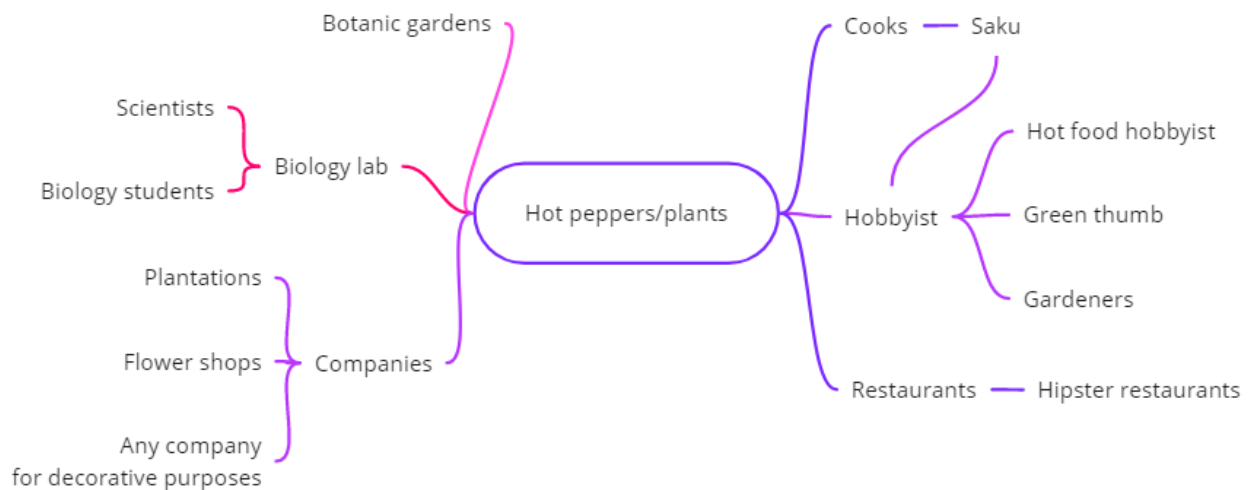 Botanic gardens
Scientists
Biology lab
Biology students
Plantations
Flower shops
Companies
Any company
for decorative purposes
Hot peppers/plants
Cooks
Saku
Hobbyist
Hot food hobbyist
Green thumb
Gardeners
Restaurants
Hipster restaurants